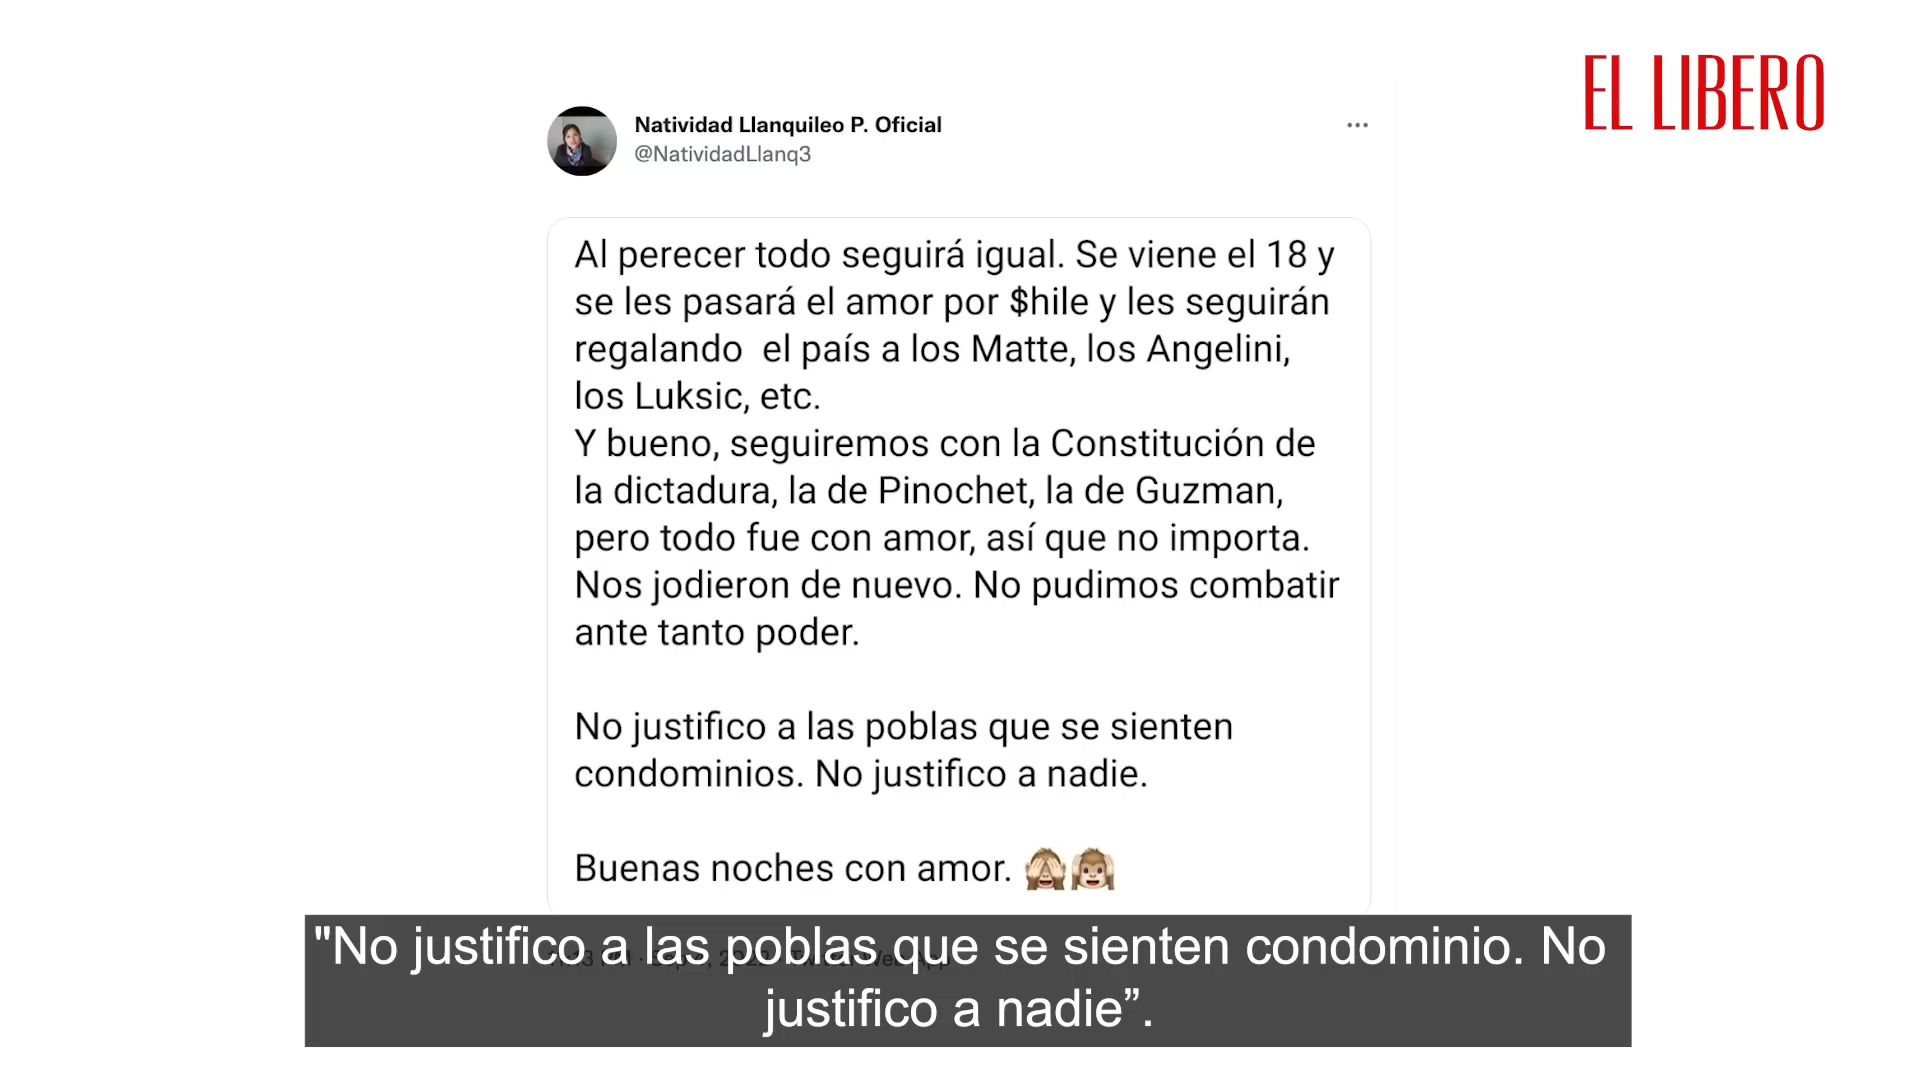 EL LIBERO
Natividad Llanquileo P. Oficial
@NatividadLlanq3
Al perecer todo seguirá igual. Se viene el 18 y
se les pasará el amor por $hile y les seguirán
regalando  el país a los Matte, los Angelini,
los Luksic, etc.
Y bueno, seguiremos con la Constitución de
la dictadura, la de Pinochet, la de Guzman,
pero todo fue con amor, así que no importa.
Nos jodieron de nuevo. No pudimos combatir
ante tanto poder.
No justifico a las poblas que se sienten
condominios. No justifico a nadie.
Buenas noches con amor. 🙈🙉
"No justifico a las poblas que se sienten condominio. No
justifico a nadie”.